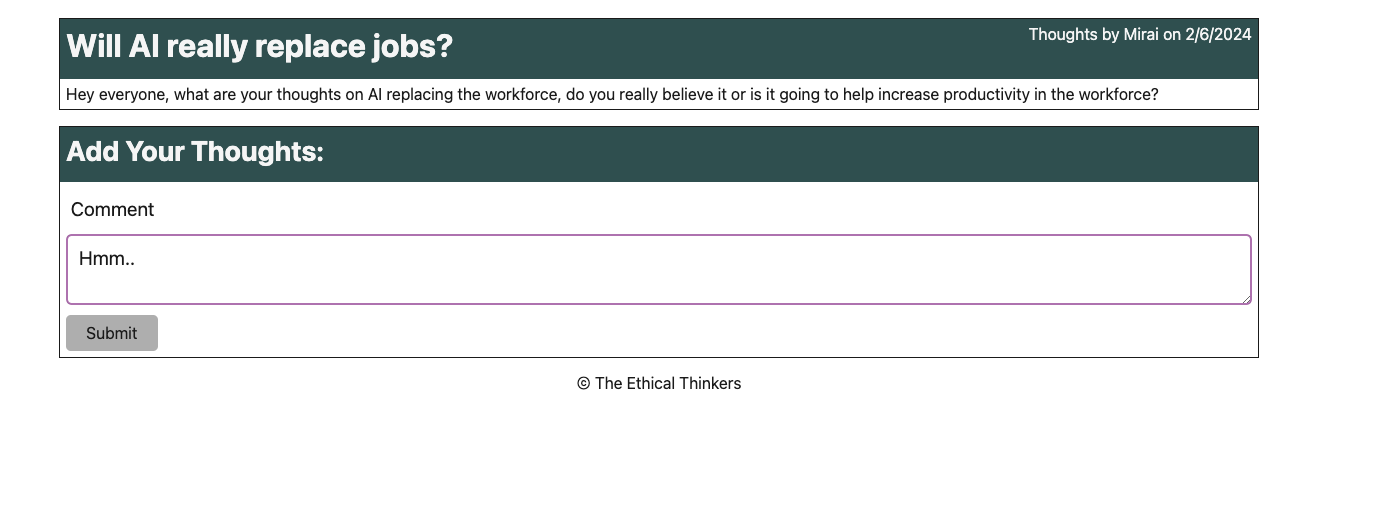 Will AI really replace jobs?
Thoughts by Mirai on 2/6/2024
Hey everyone, what are your thoughts on AI replacing the workforce, do you really believe it or is it going to help increase productivity in the workforce?
Add Your Thoughts:
Comment
Hmm..
Submit
© The Ethical Thinkers